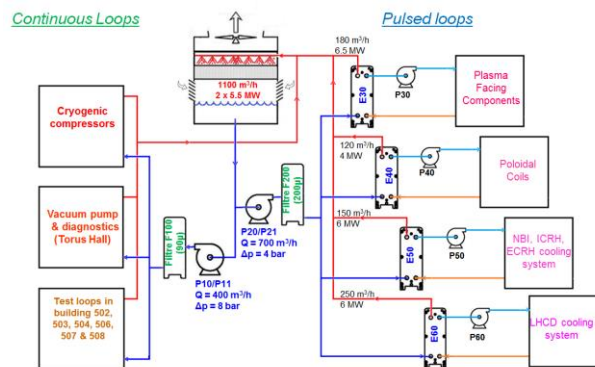 Continuous Loops
Pulsed loops
1100 m³/h
2 x 5.5 MW
Cryogenic
compressors
Vacuum pump
& diagnostics
(Torus Hall)
Test loops in
building 502,
503, 504, 506,
507 & 508
Filtre F100
(90µ)
P10/P11
Q = 400 m³/h
Δp = 8 bar
P20/P21
Q = 700 m³/h
Δp = 4 bar
Filtre F200
(200µ)
180 m³/h
6.5 MW
E30
P30
Plasma
Facing
Components
120 m³/h
4 MW
E40
P40
Poloidal
Coils
150 m³/h
6 MW
E50
P50
NBI, ICRH,
ECRH cooling
system
250 m³/h
6 MW
E60
P60
LHCD cooling
system